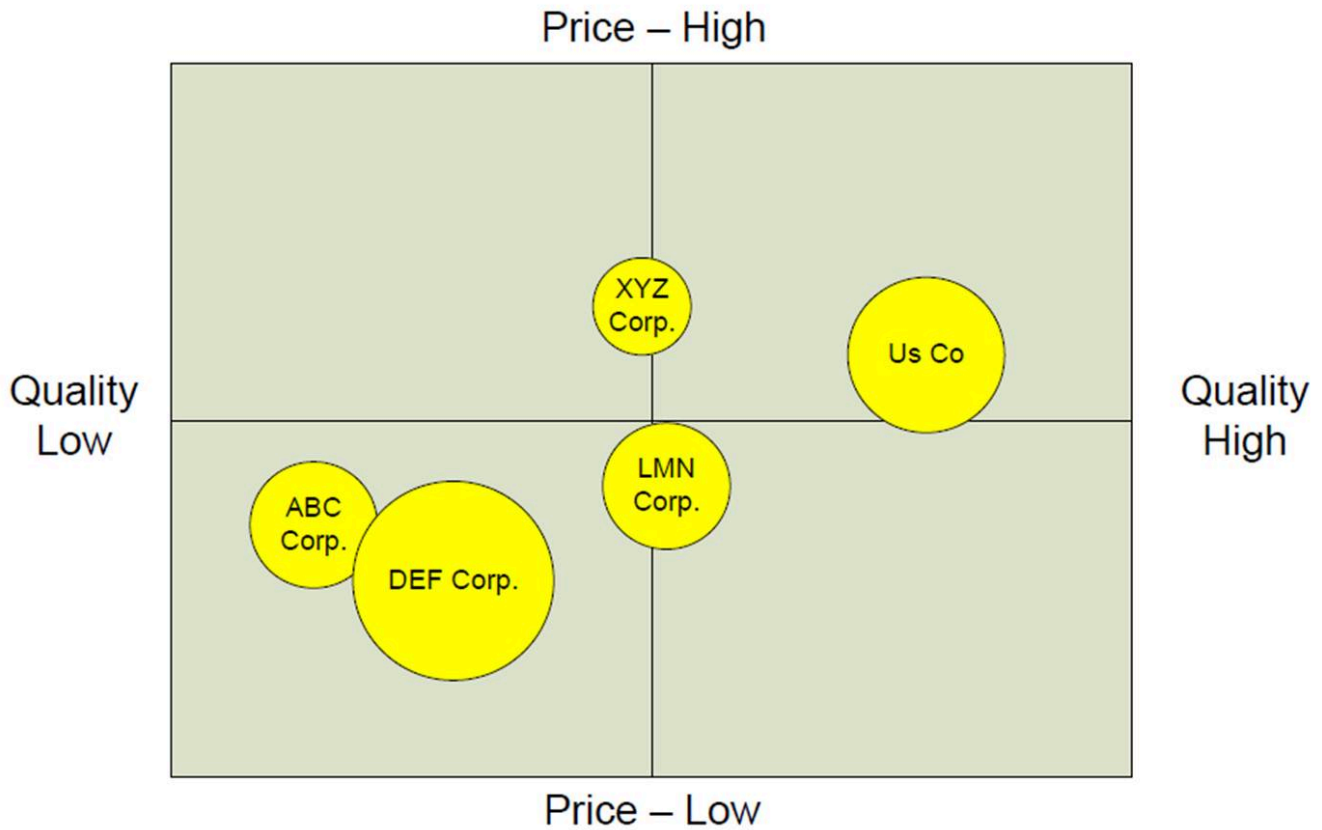 Price – High
XYZ
Corp.
Us Co
Quality
Low
Quality
High
LMN
Corp.
ABC
Corp.
DEF Corp.
Price – Low